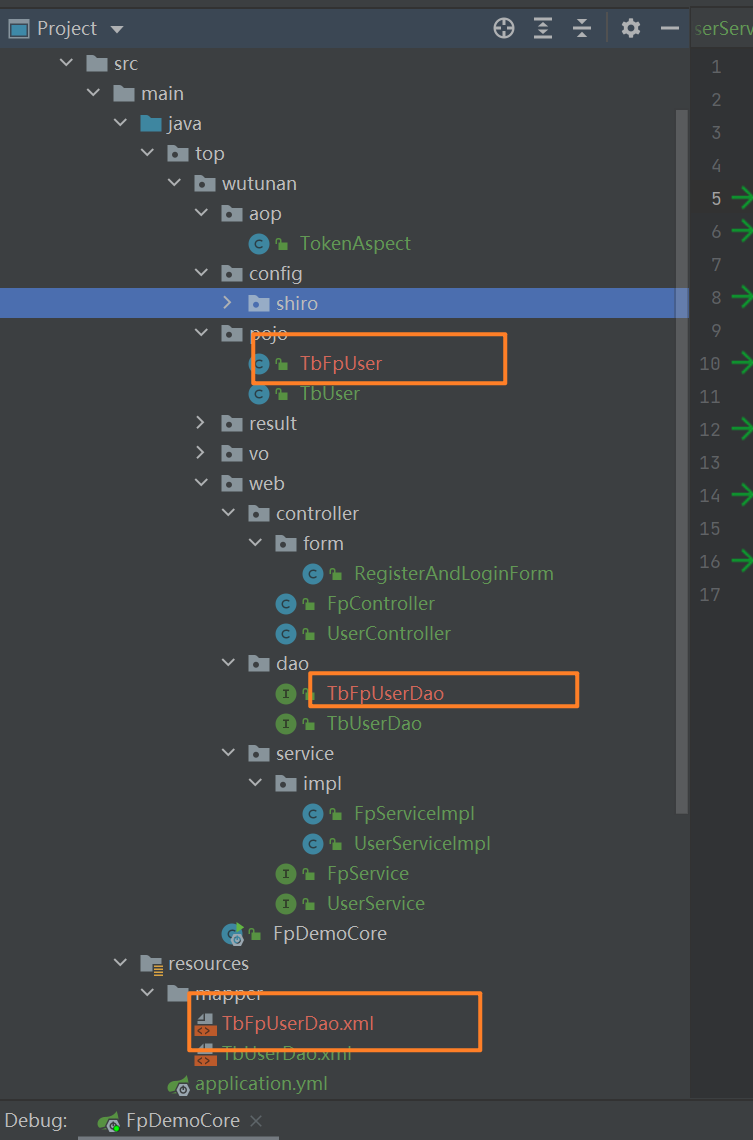 Project
src
main
java
top
wutunan
aop
TokenAspect
config
shiro
pojo
TbFpUser
TbUser
result
vo
web
controller
form
RegisterAndLoginForm
FpController
UserController
dao
TbFpUserDao
TbUserDao
service
impl
FpServiceImpl
UserServiceImpl
FpService
UserService
FpDemoCore
resources
mapper
TbFpUserDao.xml
TbUserDao.xml
application.yml
Debug: FpDemoCore
serServ
1
2
3
4
5
6
7
8
9
10
11
12
13
14
15
16
17